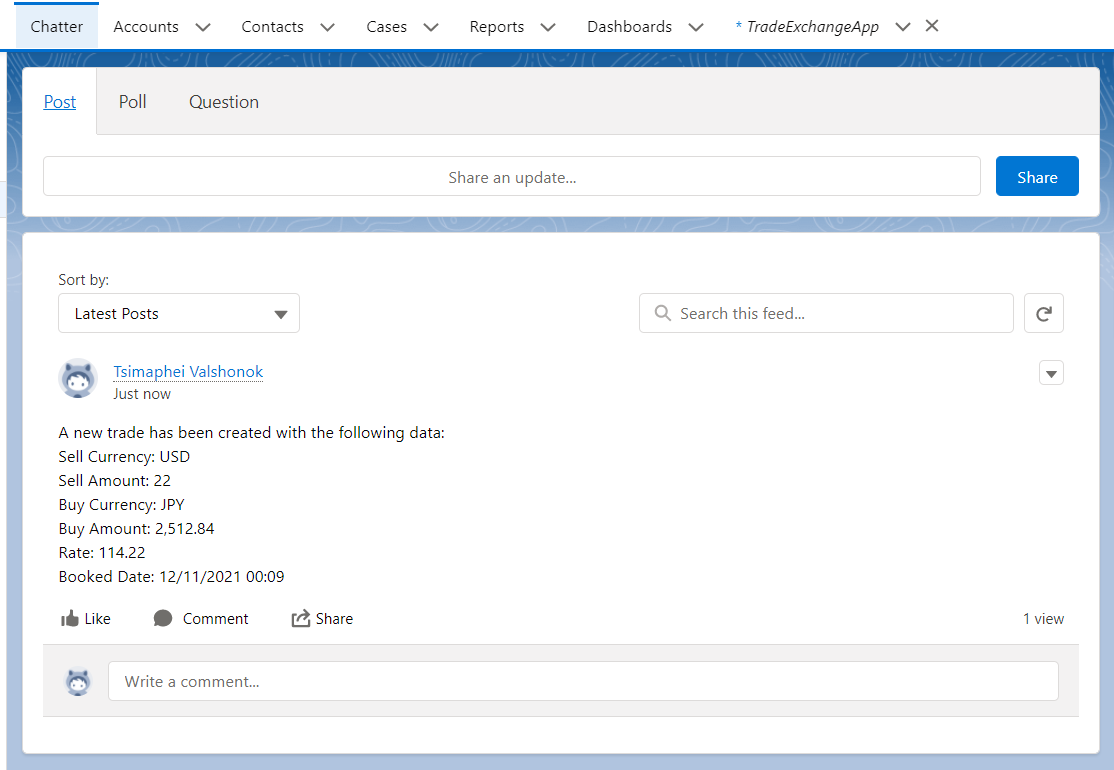 Chatter Accounts Contacts Cases Reports Dashboards * TradeExchangeApp
Post Poll Question
Share an update... Share
Sort by:
Latest Posts Search this feed...
Tsimaphei Valshonok
Just now
A new trade has been created with the following data:
Sell Currency: USD
Sell Amount: 22
Buy Currency: JPY
Buy Amount: 2,512.84
Rate: 114.22
Booked Date: 12/11/2021 00:09
Like Comment Share 1 view
Write a comment...